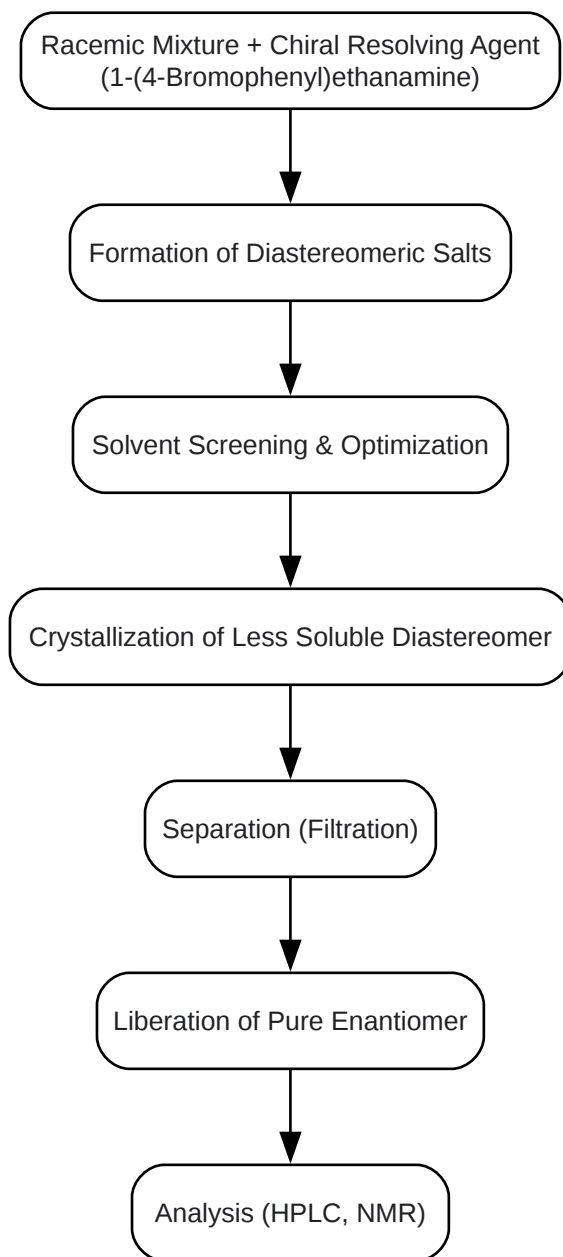 Racemic Mixture + Chiral Resolving Agent
(1-(4-Bromophenyl)ethanamine)
Formation of Diastereomeric Salts
Solvent Screening & Optimization
Crystallization of Less Soluble Diastereomer
Separation (Filtration)
Liberation of Pure Enantiomer
Analysis (HPLC, NMR)